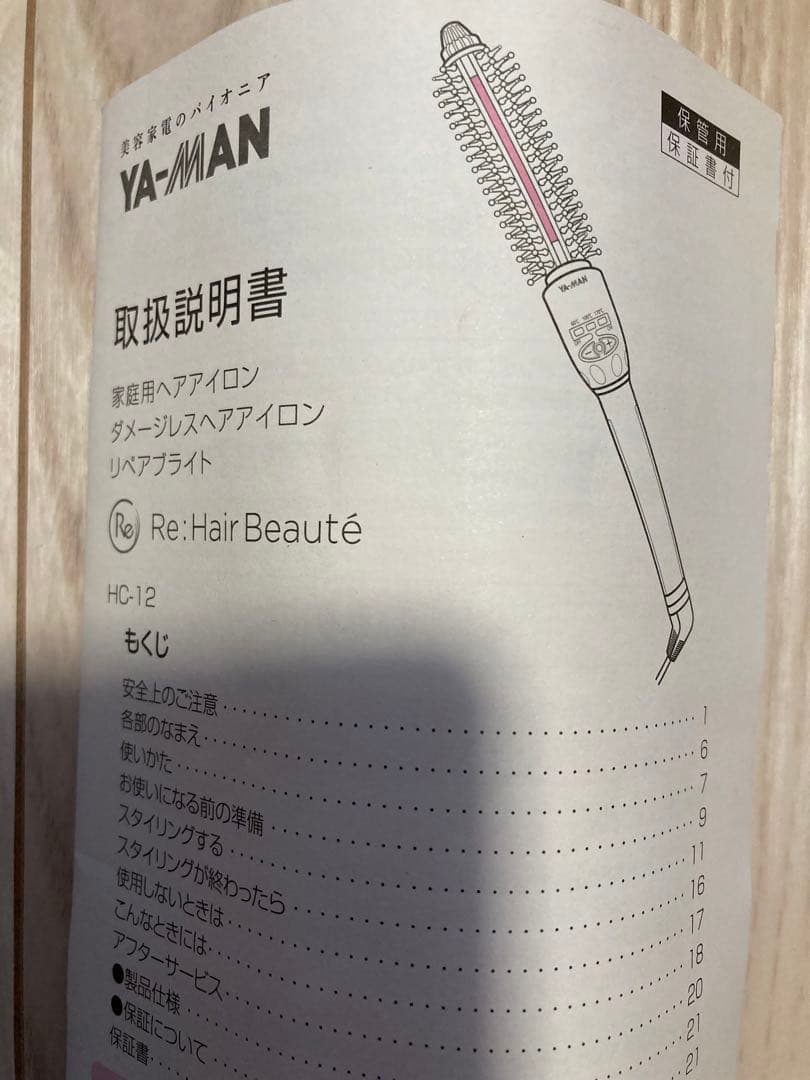 美容家電のパイオニア
YA-MAN
保管用
保証書付
取扱説明書
家庭用ヘアアイロン
ダメージレスヘアアイロン
リペアブライト
Re Re:Hair Beauté
HC-12
YA-MAN
もくじ
安全上のご注意 1
各部のなまえ 6
使いかた 7
お使いになる前の準備 9
スタイリングする 11
スタイリングが終わったら 16
使用しないときは 17
こんなときには 18
アフターサービス 20
●製品仕様 21
●保証について 21
保証書